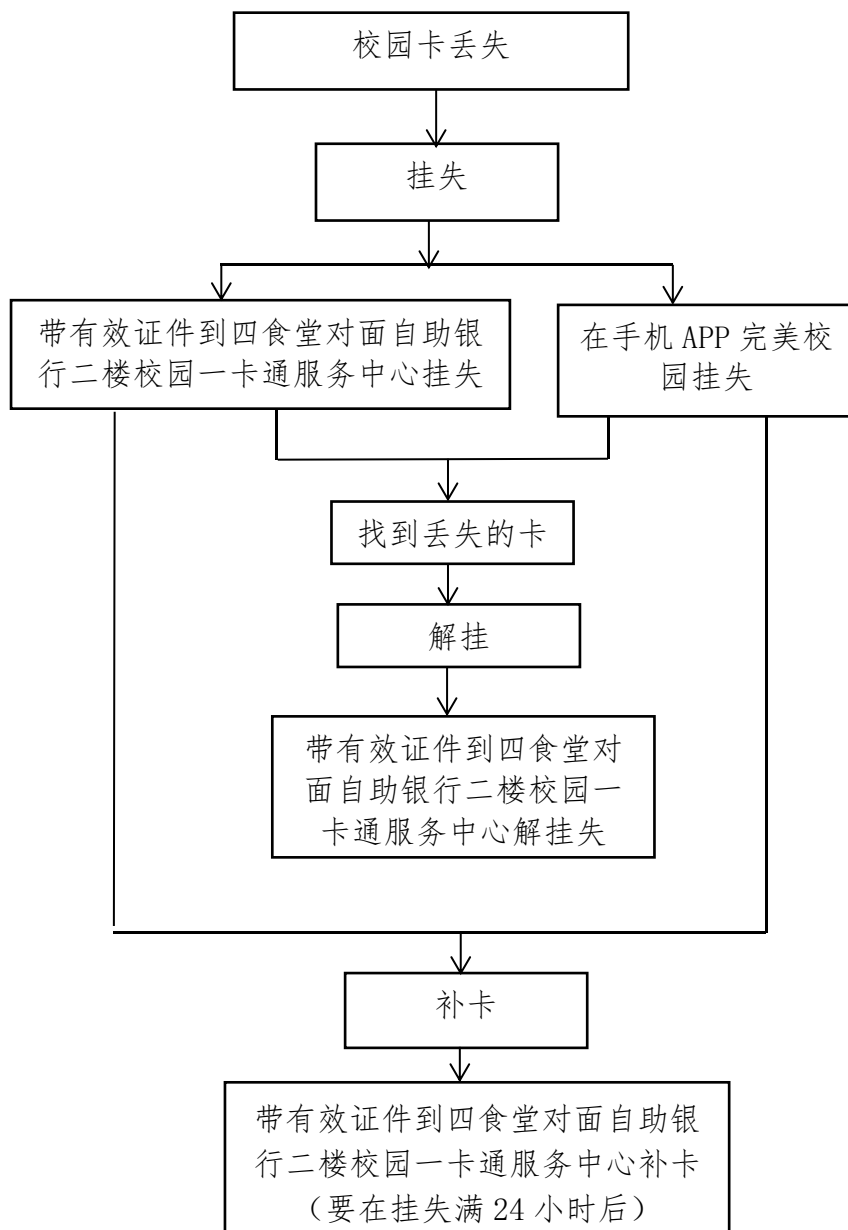 校园卡丢失
挂失
带有效证件到四食堂对面自助银
行二楼校园一卡通服务中心挂失
在手机 APP 完美校
园挂失
找到丢失的卡
解挂
带有效证件到四食堂对
面自助银行二楼校园一
卡通服务中心解挂失
补卡
带有效证件到四食堂对面自助银
行二楼校园一卡通服务中心补卡
（要在挂失满 24 小时后）